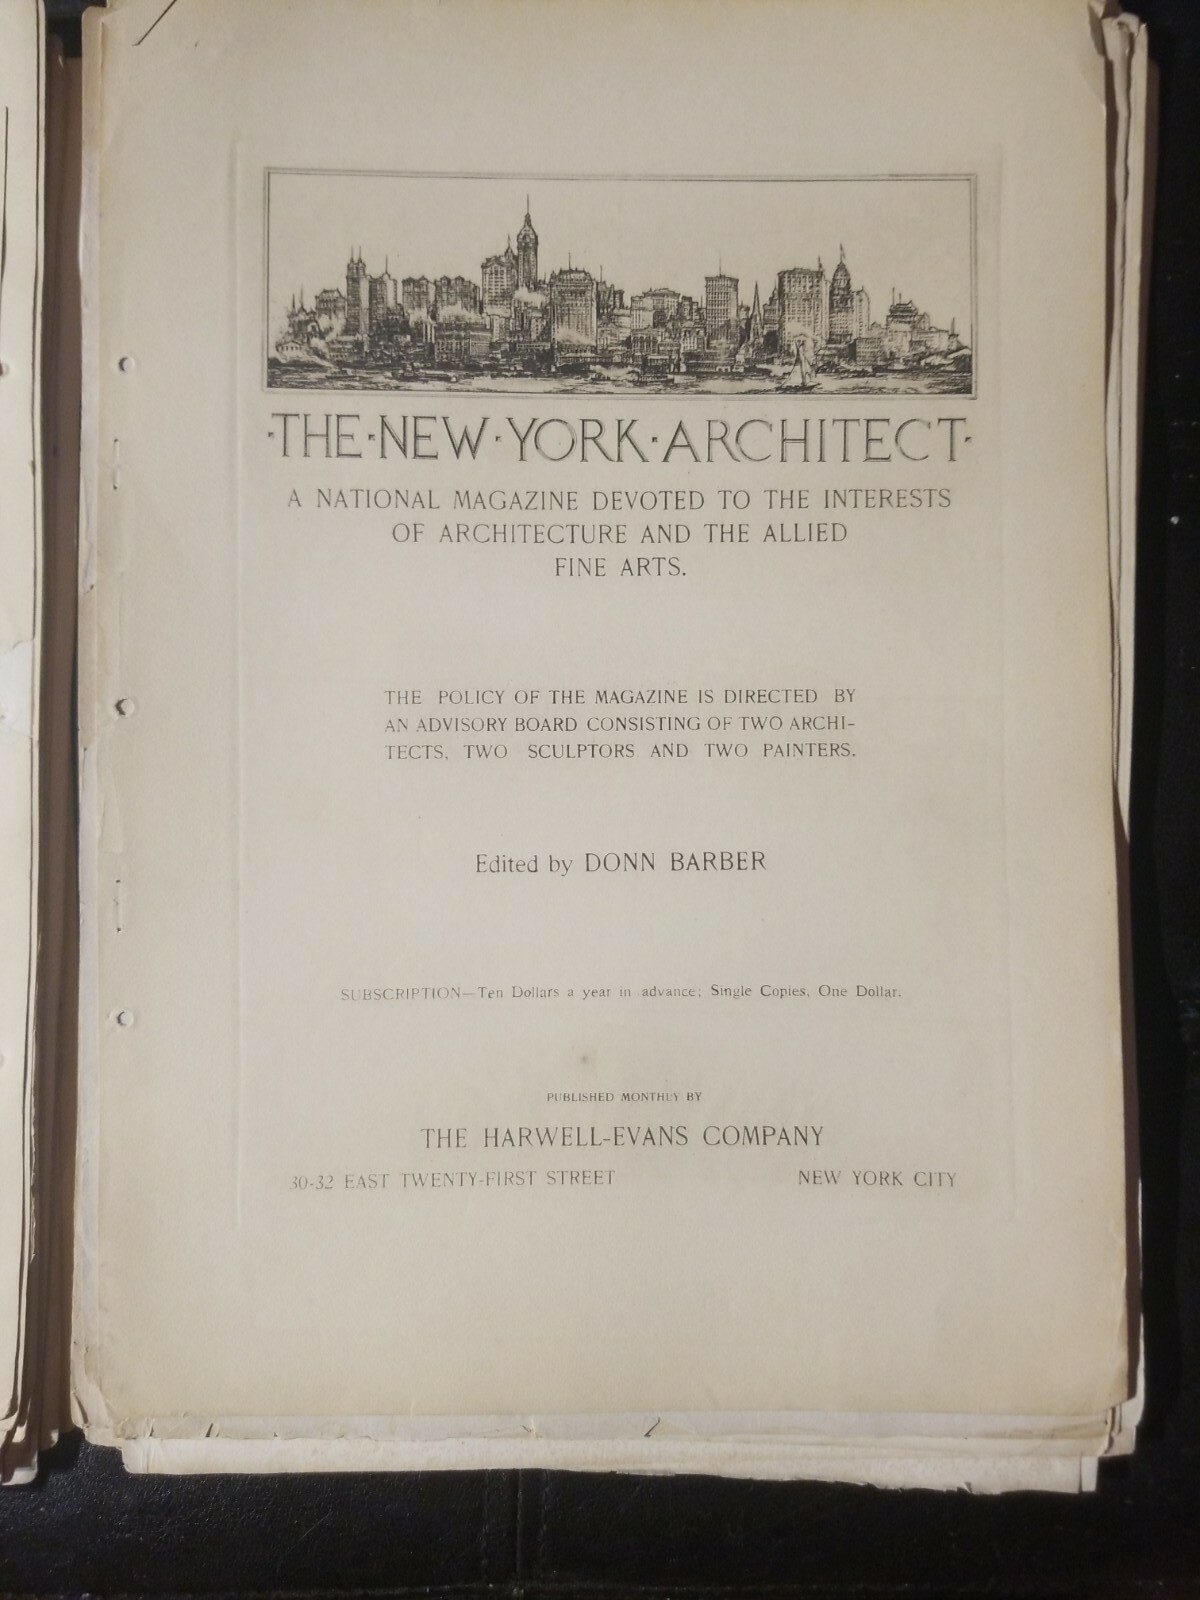 ·THE·NEW·YORK·ARCHITECT·
A NATIONAL MAGAZINE DEVOTED TO THE INTERESTS
OF ARCHITECTURE AND THE ALLIED
FINE ARTS.
THE POLICY OF THE MAGAZINE IS DIRECTED BY
AN ADVISORY BOARD CONSISTING OF TWO ARCHI-
TECTS, TWO SCULPTORS AND TWO PAINTERS.
Edited by DONN BARBER
SUBSCRIPTION—Ten Dollars a year in advance; Single Copies, One Dollar.
PUBLISHED MONTHLY BY
THE HARWELL-EVANS COMPANY
30-32 EAST TWENTY-FIRST STREET NEW YORK CITY